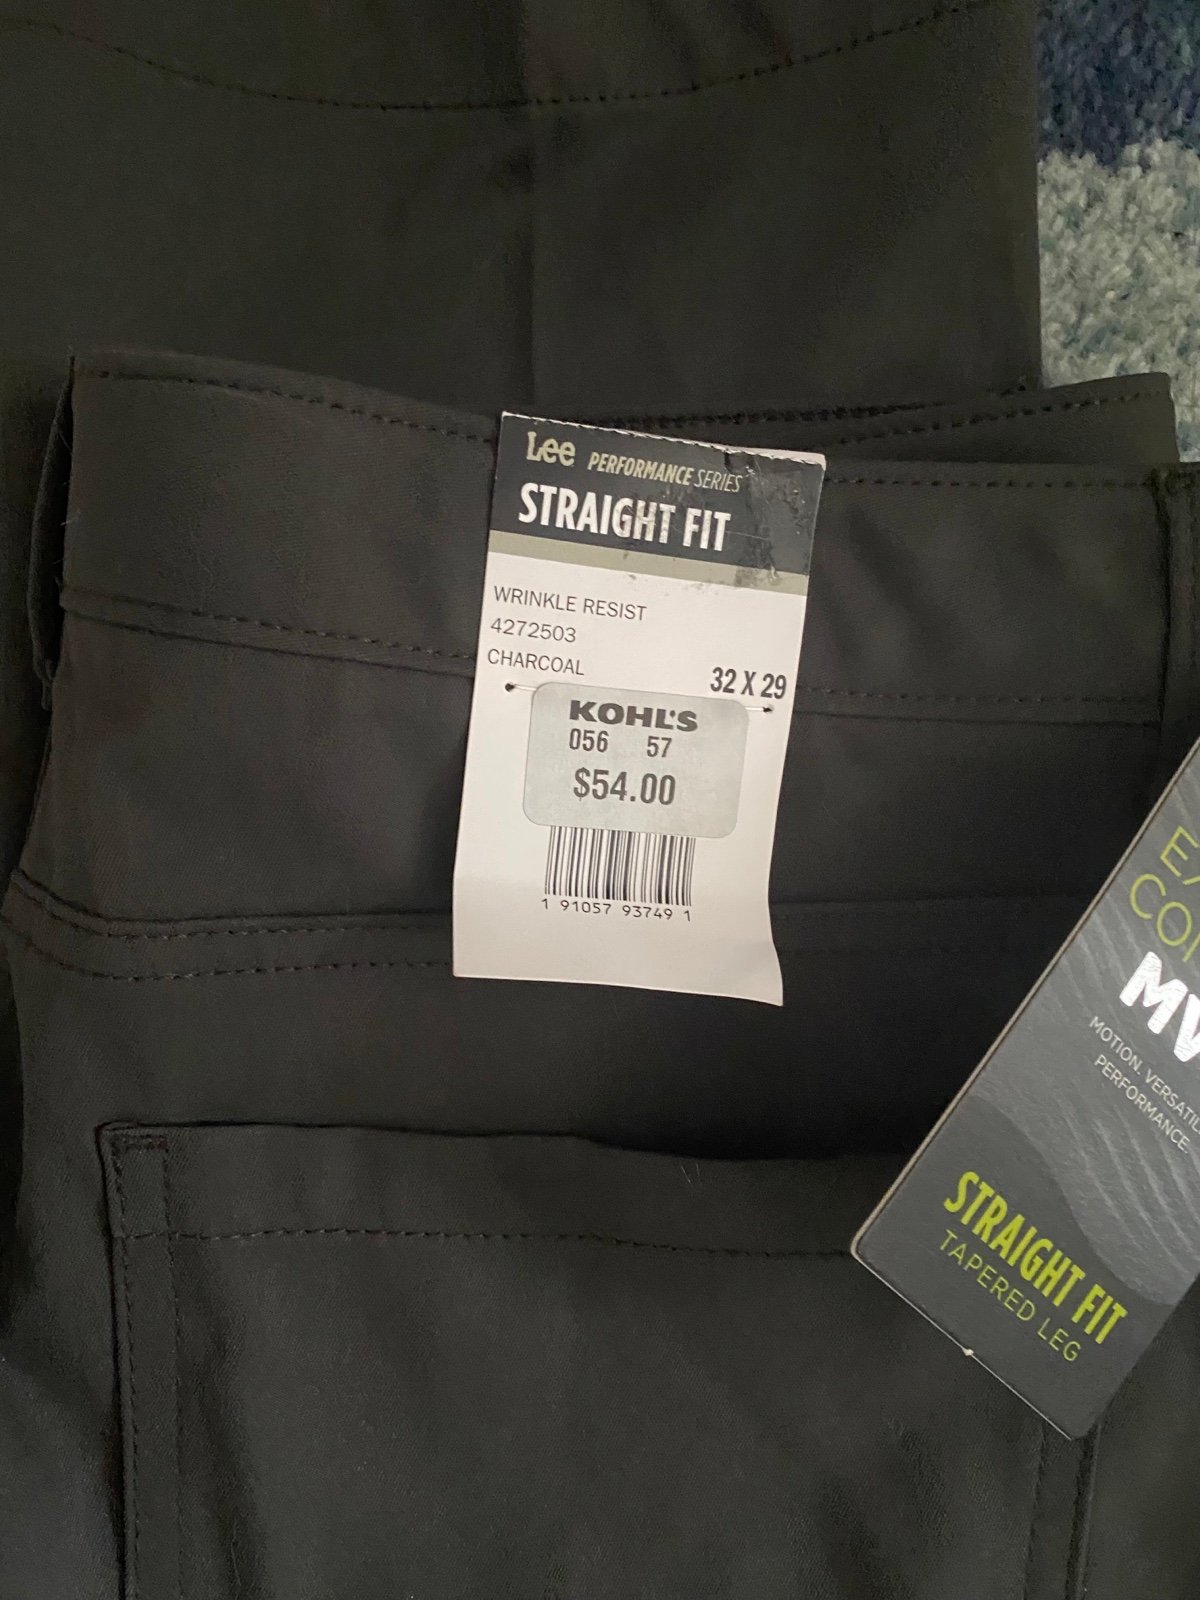 Lee PERFORMANCE SERIES
STRAIGHT FIT
WRINKLE RESIST
4272503
CHARCOAL
32 X 29
KOHL'S
056 57
$54.00
1 91057 93749 1
MOTION. VERSATIL
PERFORMANCE.
STRAIGHT FIT
TAPERED LEG